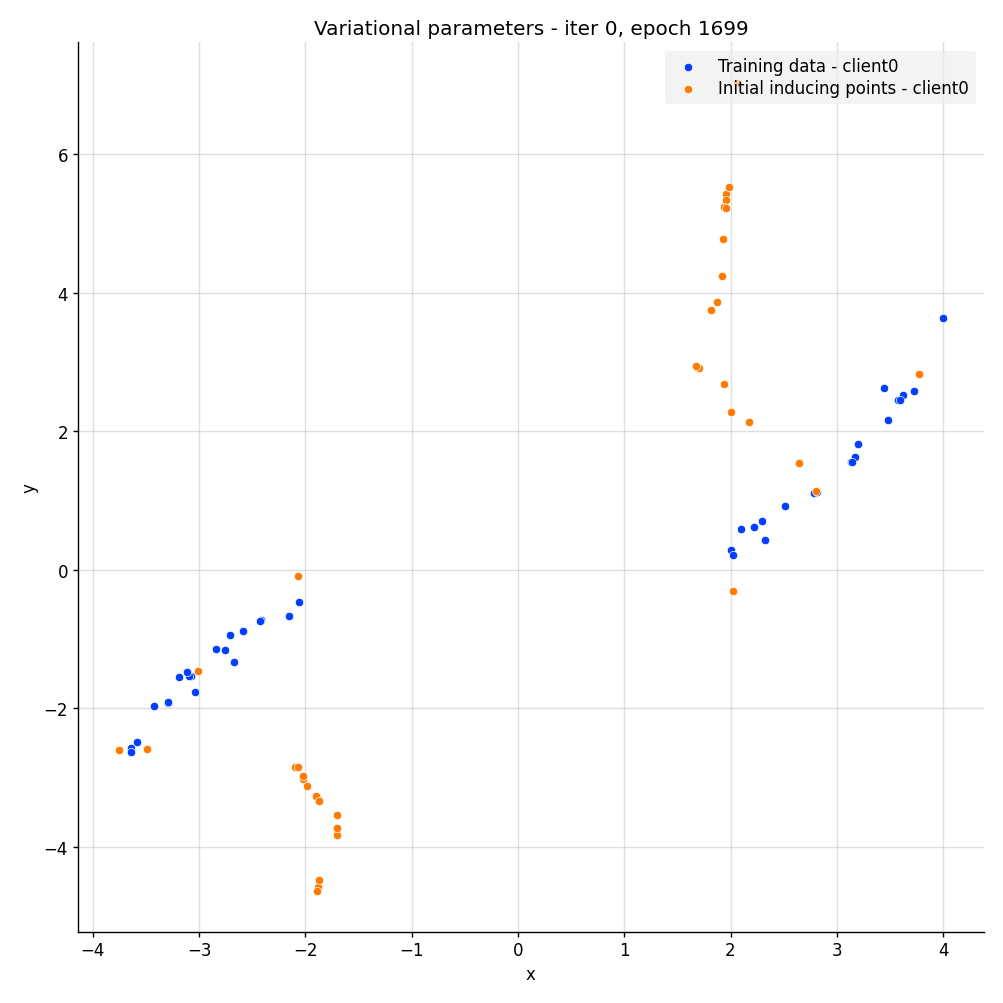 Variational parameters - iter 0, epoch 1699
Training data - client0
Initial inducing points - client0
6
4
2
0
−2
−4
y
−4 −3 −2 −1 0 1 2 3 4
x